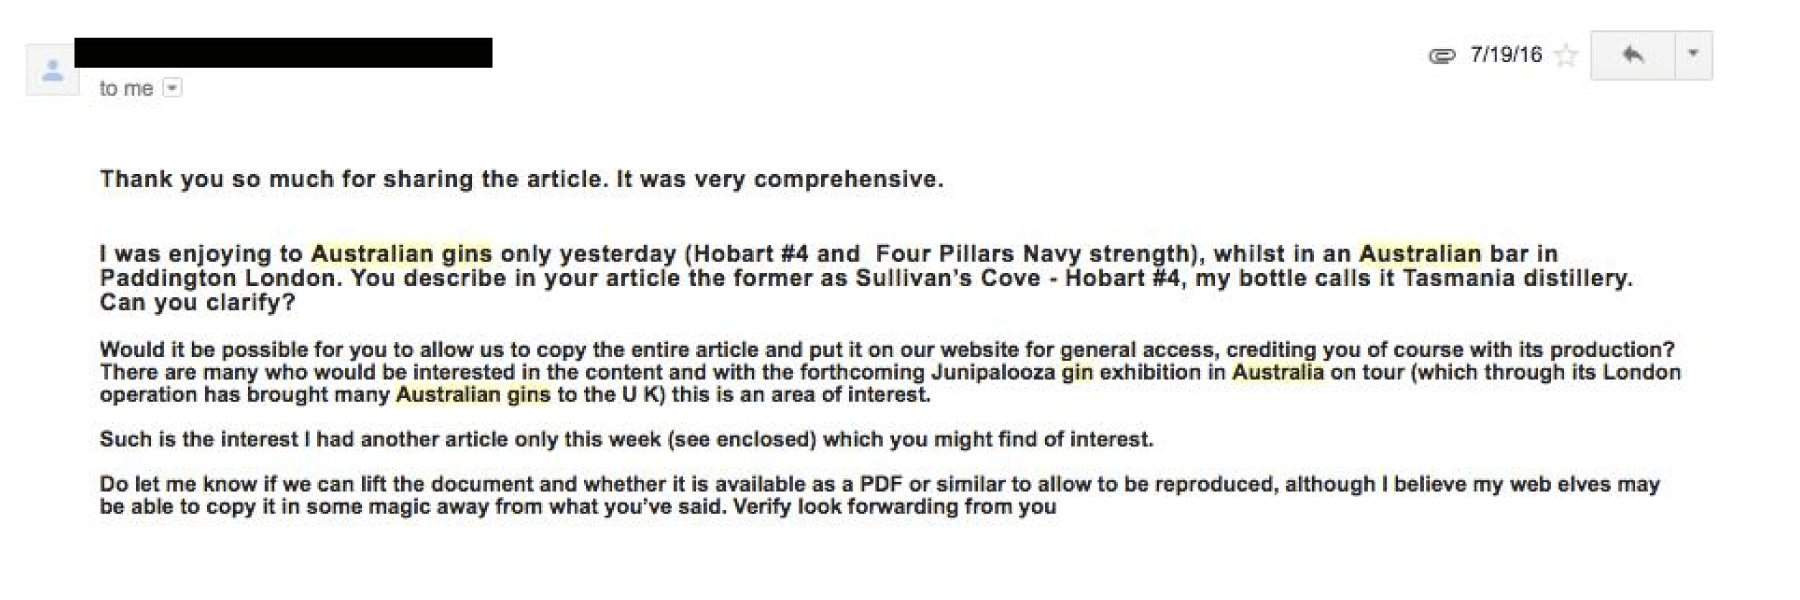 7/19/16
to me
Thank you so much for sharing the article. It was very comprehensive.
I was enjoying to Australian gins only yesterday (Hobart #4 and  Four Pillars Navy strength), whilst in an Australian bar in
Paddington London. You describe in your article the former as Sullivan's Cove - Hobart #4, my bottle calls it Tasmania distillery.
Can you clarify?
Would it be possible for you to allow us to copy the entire article and put it on our website for general access, crediting you of course with its production?
There are many who would be interested in the content and with the forthcoming Junipalooza gin exhibition in Australia on tour (which through its London
operation has brought many Australian gins to the U K) this is an area of interest.
Such is the interest I had another article only this week (see enclosed) which you might find of interest.
Do let me know if we can lift the document and whether it is available as a PDF or similar to allow to be reproduced, although I believe my web elves may
be able to copy it in some magic away from what you've said. Verify look forwarding from you